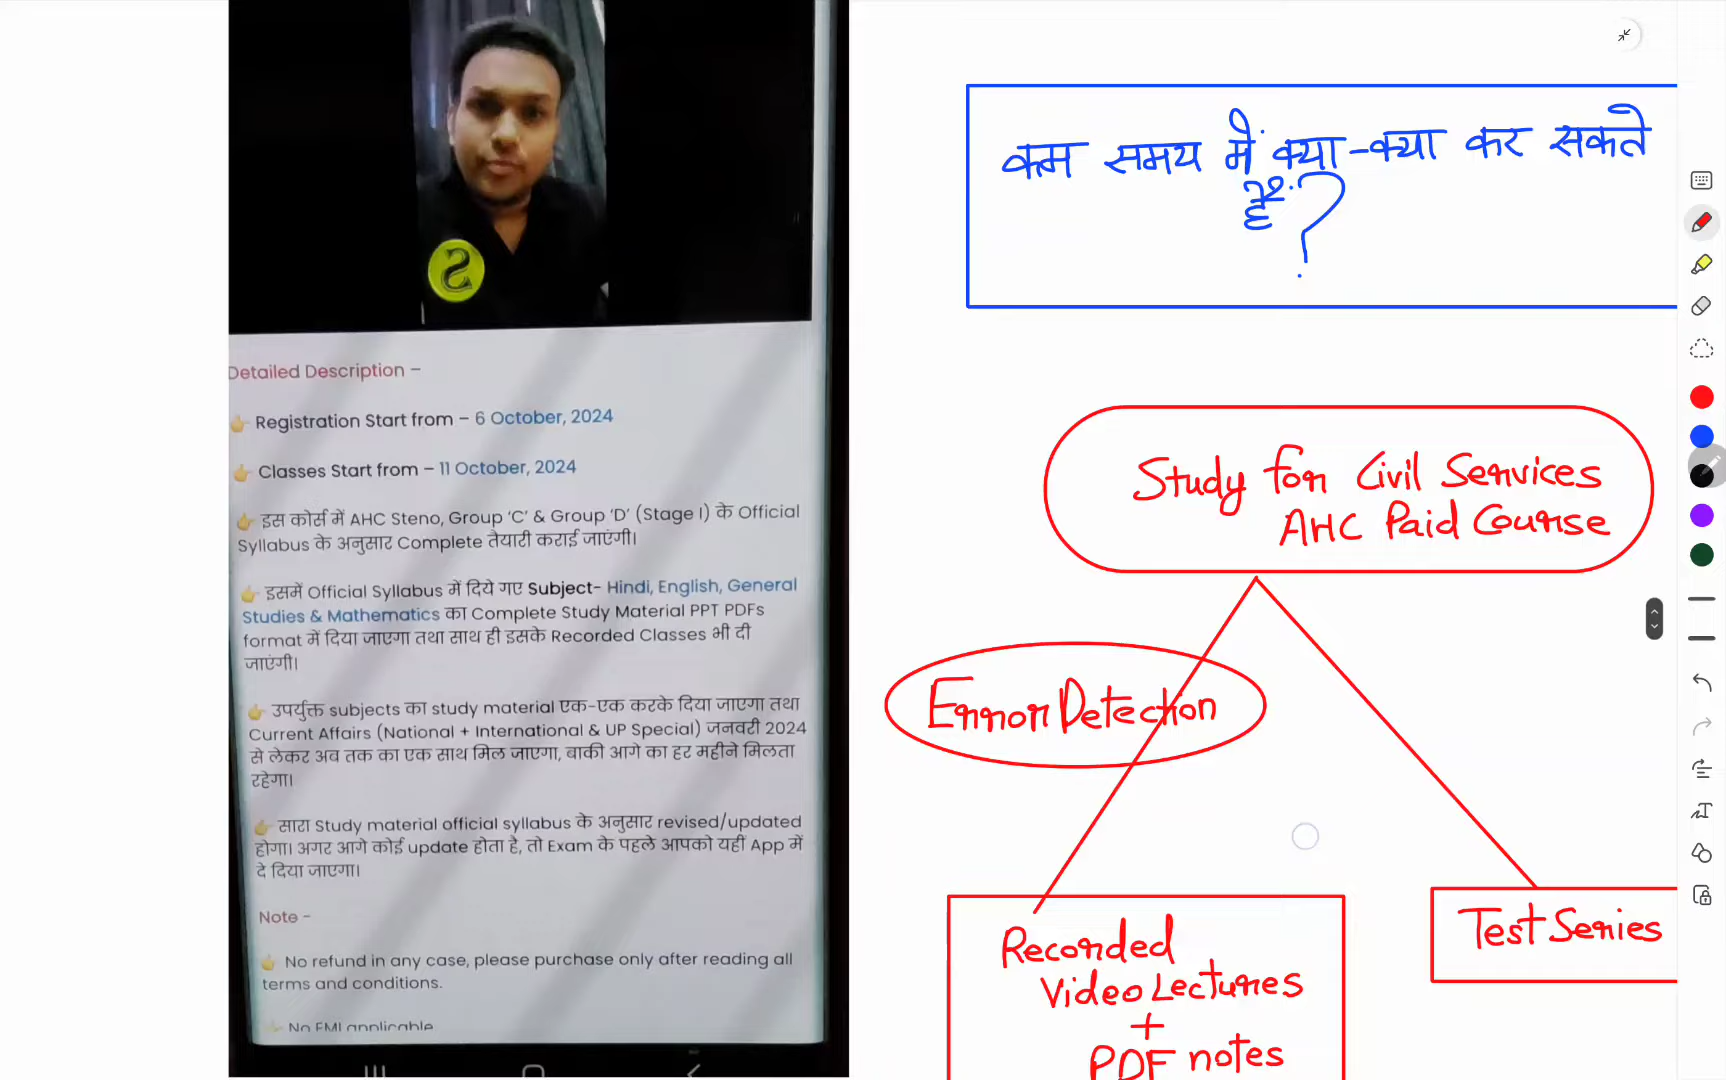 Detailed Description –
👉 Registration Start from – 6 October, 2024
👉 Classes Start from – 11 October, 2024
👉 इस कोर्स में AHC Steno, Group ‘C’ & Group ‘D’ (Stage I) के Official
Syllabus के अनुसार Complete तैयारी कराई जाएंगी।
👉 इसमें Official Syllabus में दिये गए Subject- Hindi, English, General
Studies & Mathematics का Complete Study Material PPT PDFs
format में दिया जाएगा तथा साथ ही इसके Recorded Classes भी दी
जाएंगी।
👉 उपर्युक्त subjects का study material एक-एक करके दिया जाएगा तथा
Current Affairs (National + International & UP Special) जनवरी 2024
से लेकर अब तक का एक साथ मिल जाएगा, बाकी आगे का हर महीने मिलता
रहेगा।
👉 सारा Study material official syllabus के अनुसार revised/updated
होगा। अगर आगे कोई update होता है, तो Exam के पहले आपको यहीं App में
दे दिया जाएगा।
Note -
👉 No refund in any case, please purchase only after reading all
terms and conditions.
👉 No EMI applicable
कम समय में क्या-क्या कर सकते
हैं?
Study for Civil Services
AHC Paid Course
Error Detection
Recorded
Video Lectures
+
PDF notes
Test Series